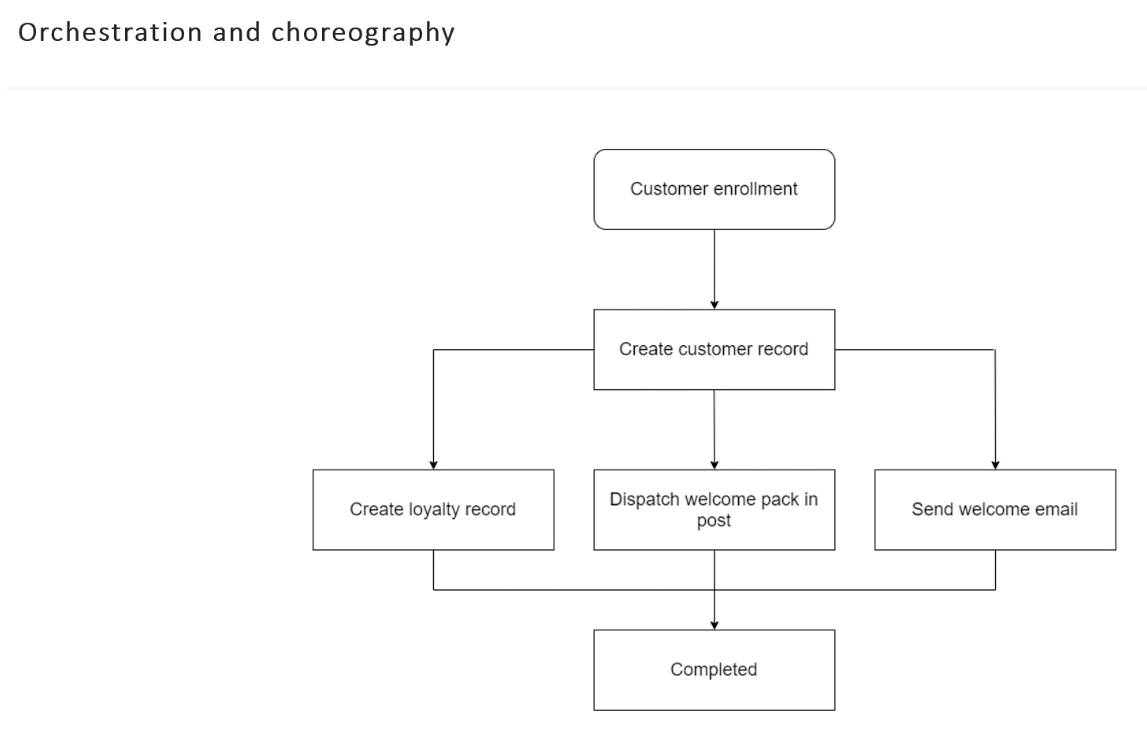 Orchestration and choreography
Customer enrollment
Create customer record
Create loyalty record
Dispatch welcome pack in
post
Send welcome email
Completed